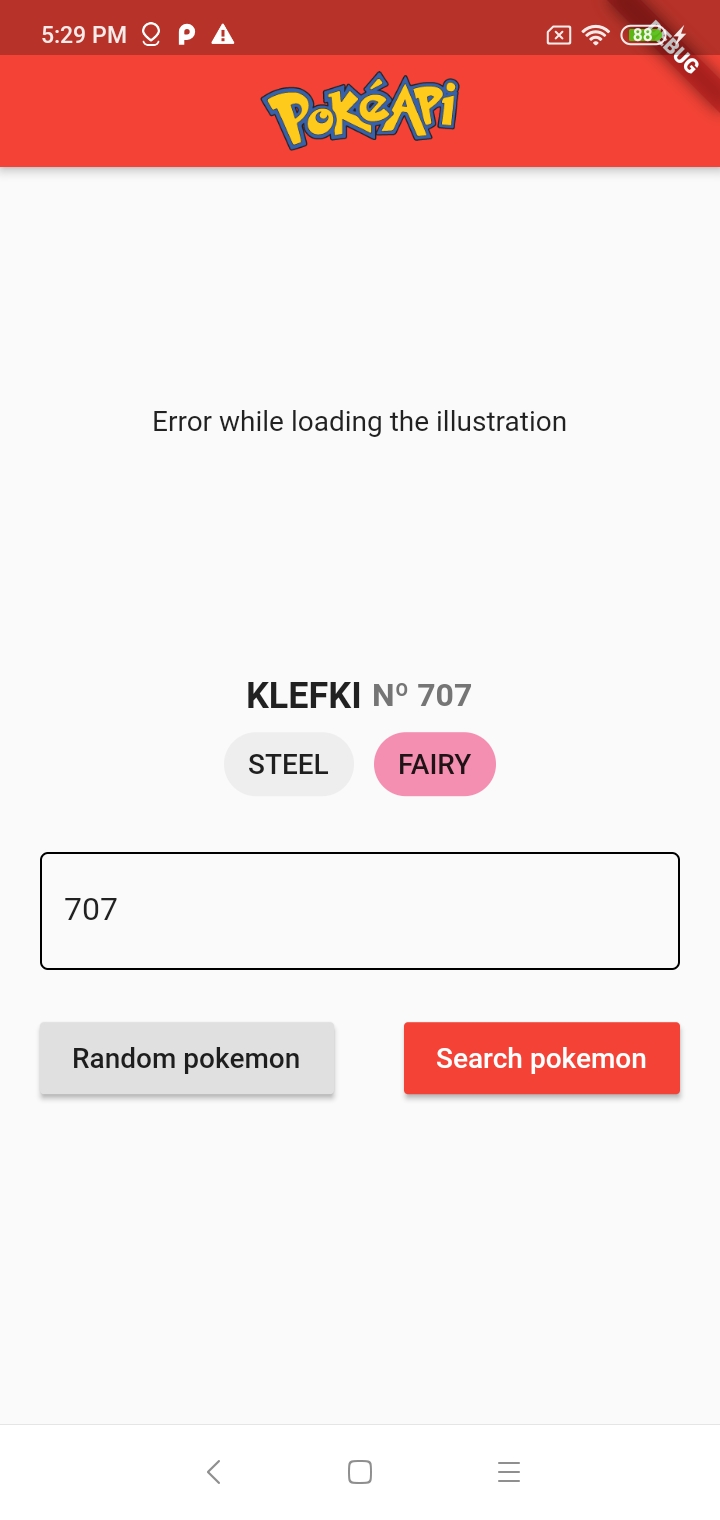 5:29 PM
88
DEBUG
PokéApi
Error while loading the illustration
KLEFKI Nº 707
STEEL FAIRY
707
Random pokemon Search pokemon